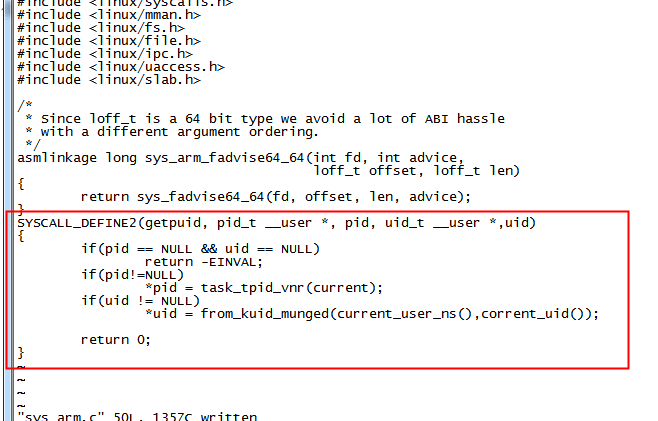 #include <linux/syscalls.h>
#include <linux/mman.h>
#include <linux/fs.h>
#include <linux/file.h>
#include <linux/ipc.h>
#include <linux/uaccess.h>
#include <linux/slab.h>
/*
 * Since loff_t is a 64 bit type we avoid a lot of ABI hassle
 * with a different argument ordering.
 */
asmlinkage long sys_arm_fadvise64_64(int fd, int advice,
                                     loff_t offset, loff_t len)
{
        return sys_fadvise64_64(fd, offset, len, advice);
}
SYSCALL_DEFINE2(getpuid, pid_t __user *, pid, uid_t __user *,uid)
{
        if(pid == NULL && uid == NULL)
                return -EINVAL;
        if(pid!=NULL)
                *pid = task_tpid_vnr(current);
        if(uid != NULL)
                *uid = from_kuid_munged(current_user_ns(),corrent_uid());
        return 0;
}
~
~
~
~
"sys_arm.c" 50L, 1357C written